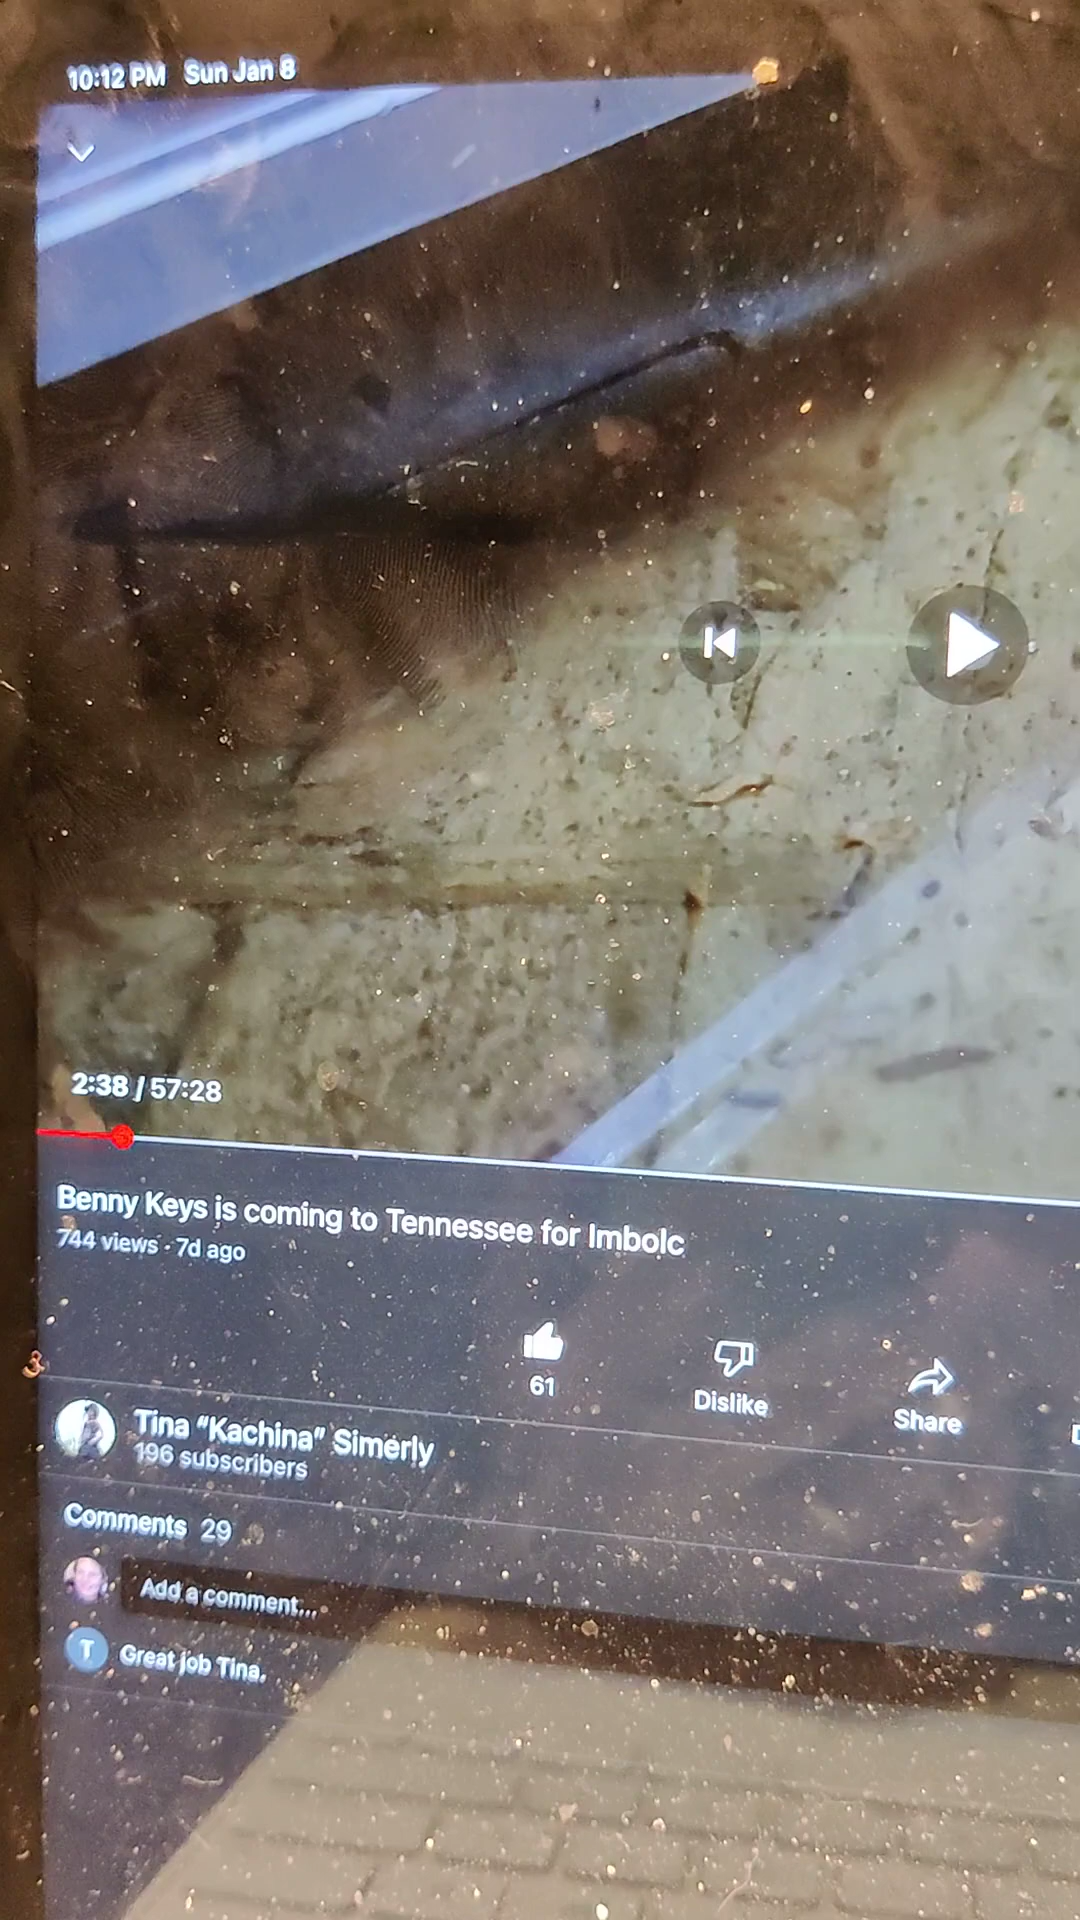 10:12 PM Sun Jan 8
2:38 / 57:28
Benny Keys is coming to Tennessee for Imbolc
744 views · 7d ago
61
Dislike
Share
Tina "Kachina" Simerly
196 subscribers
Comments 29
Add a comment...
T
Great job Tina.